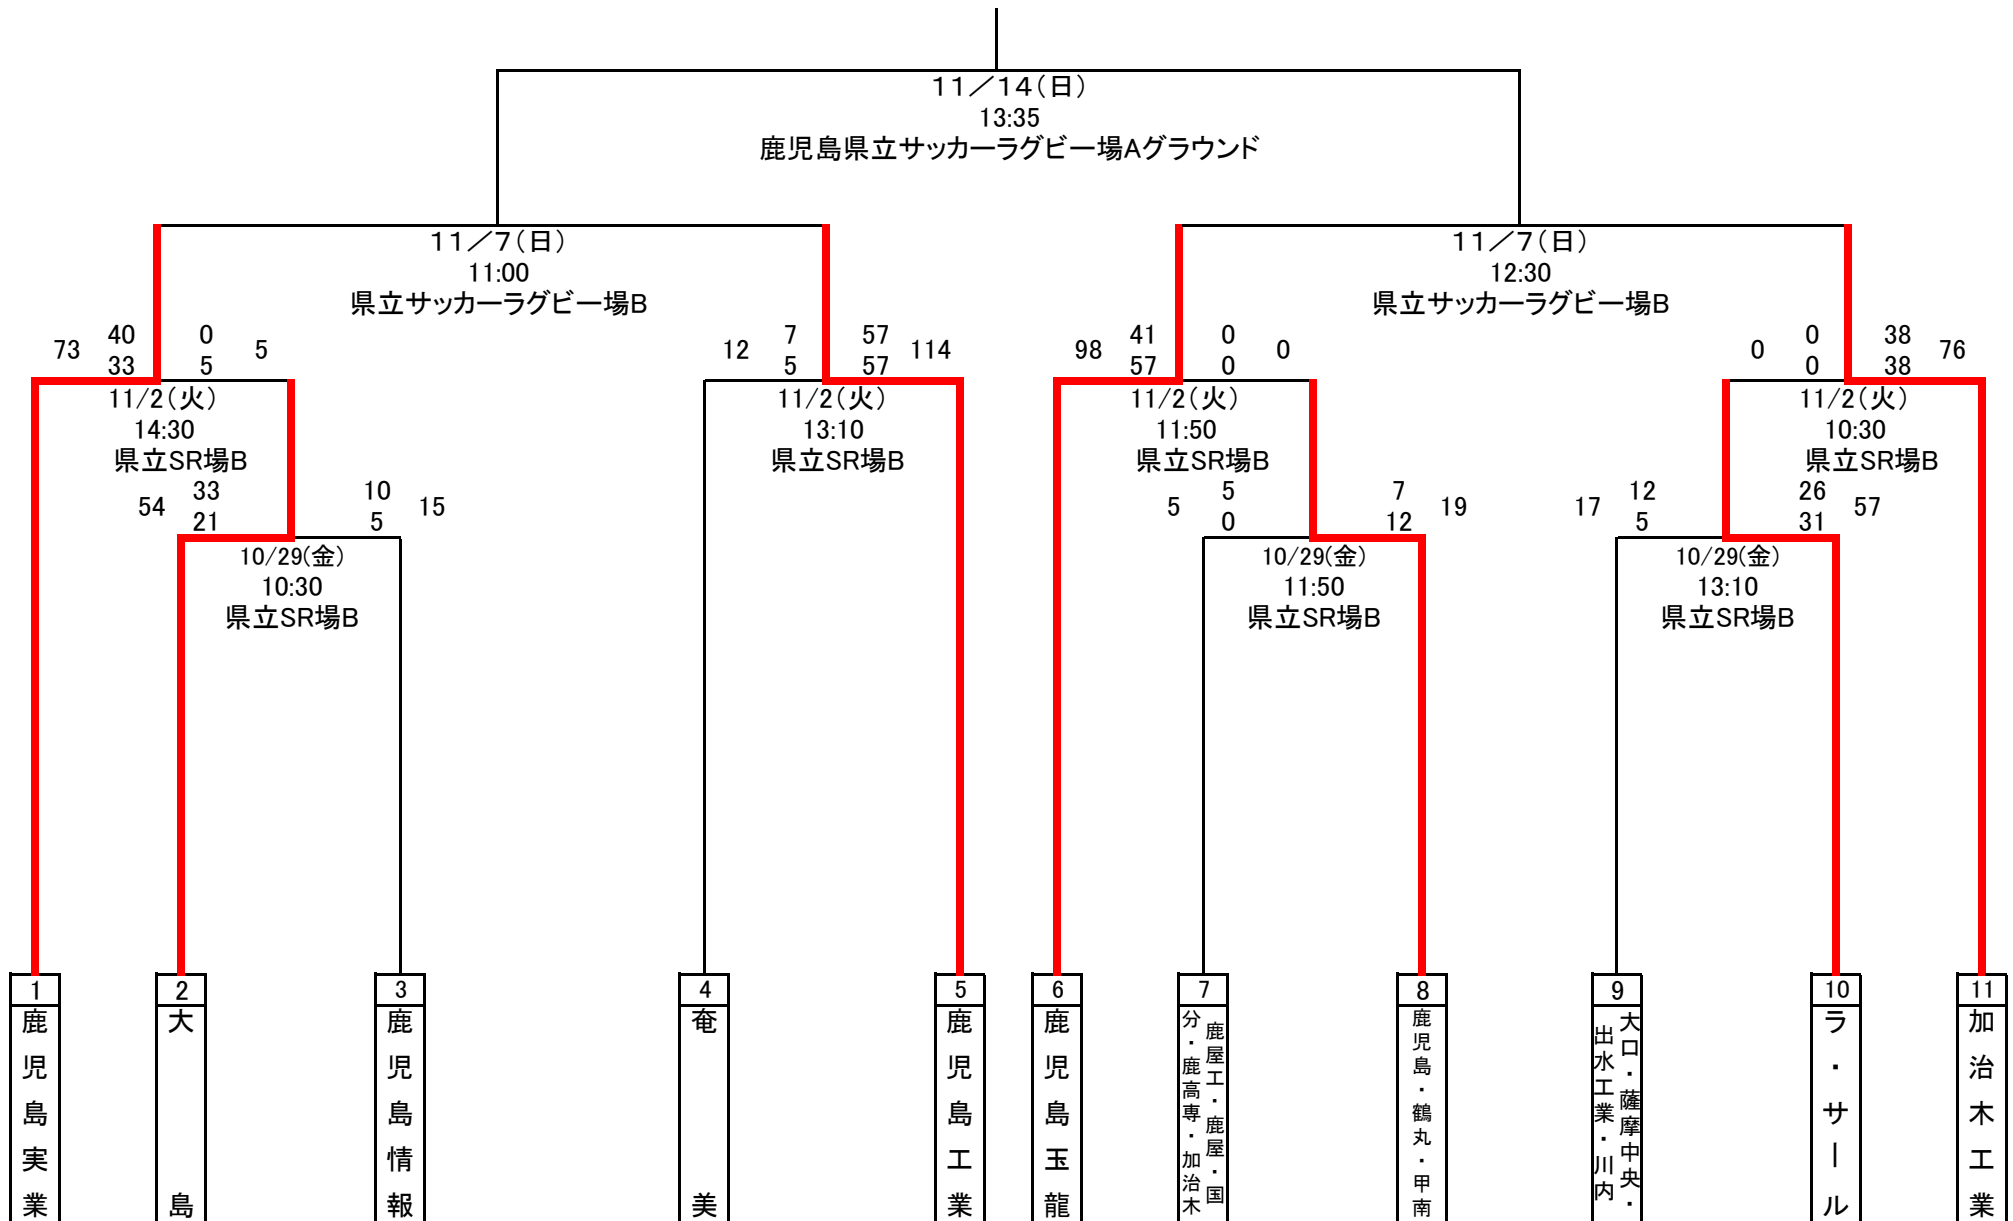 11／14(日)
13:35
鹿児島県立サッカーラグビー場Aグラウンド
11／7(日)
11:00
県立サッカーラグビー場B
11／7(日)
12:30
県立サッカーラグビー場B
73 40 0 5
33 5
12 7 57 114
5 57
98 41 0 0
57 0
0 0 38 76
0 38
11/2(火)
14:30
県立SR場B
11/2(火)
13:10
県立SR場B
11/2(火)
11:50
県立SR場B
11/2(火)
10:30
県立SR場B
54 33 10 15
21 5
5 5 7 19
0 12
17 12 26 57
5 31
10/29(金)
10:30
県立SR場B
10/29(金)
11:50
県立SR場B
10/29(金)
13:10
県立SR場B
1
鹿児島実業
2
大島
3
鹿児島情報
4
奄美
5
鹿児島工業
6
鹿児島玉龍
7
鹿屋工・鹿屋・国
分・鹿高専・加治木
8
鹿児島・鶴丸・甲南
9
大口・薩摩中央・
出水工業・川内
10
ラ・サール
11
加治木工業